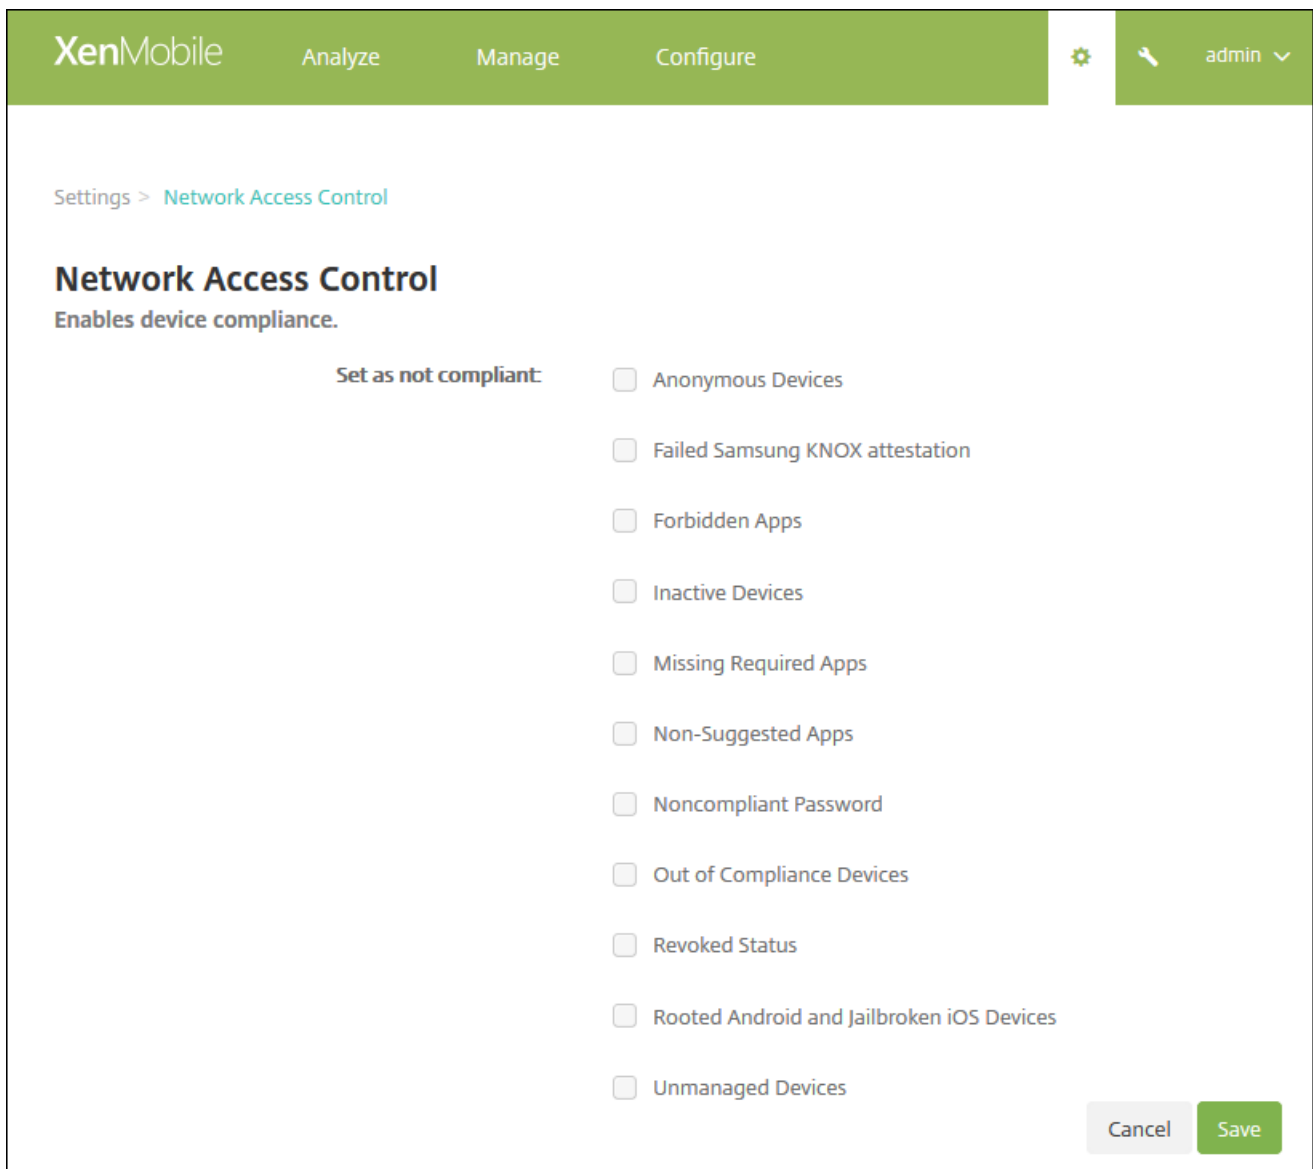 XenMobile Analyze Manage Configure admin
Settings > Network Access Control
Network Access Control
Enables device compliance.
Set as not compliant: Anonymous Devices
Failed Samsung KNOX attestation
Forbidden Apps
Inactive Devices
Missing Required Apps
Non-Suggested Apps
Noncompliant Password
Out of Compliance Devices
Revoked Status
Rooted Android and Jailbroken iOS Devices
Unmanaged Devices
Cancel Save